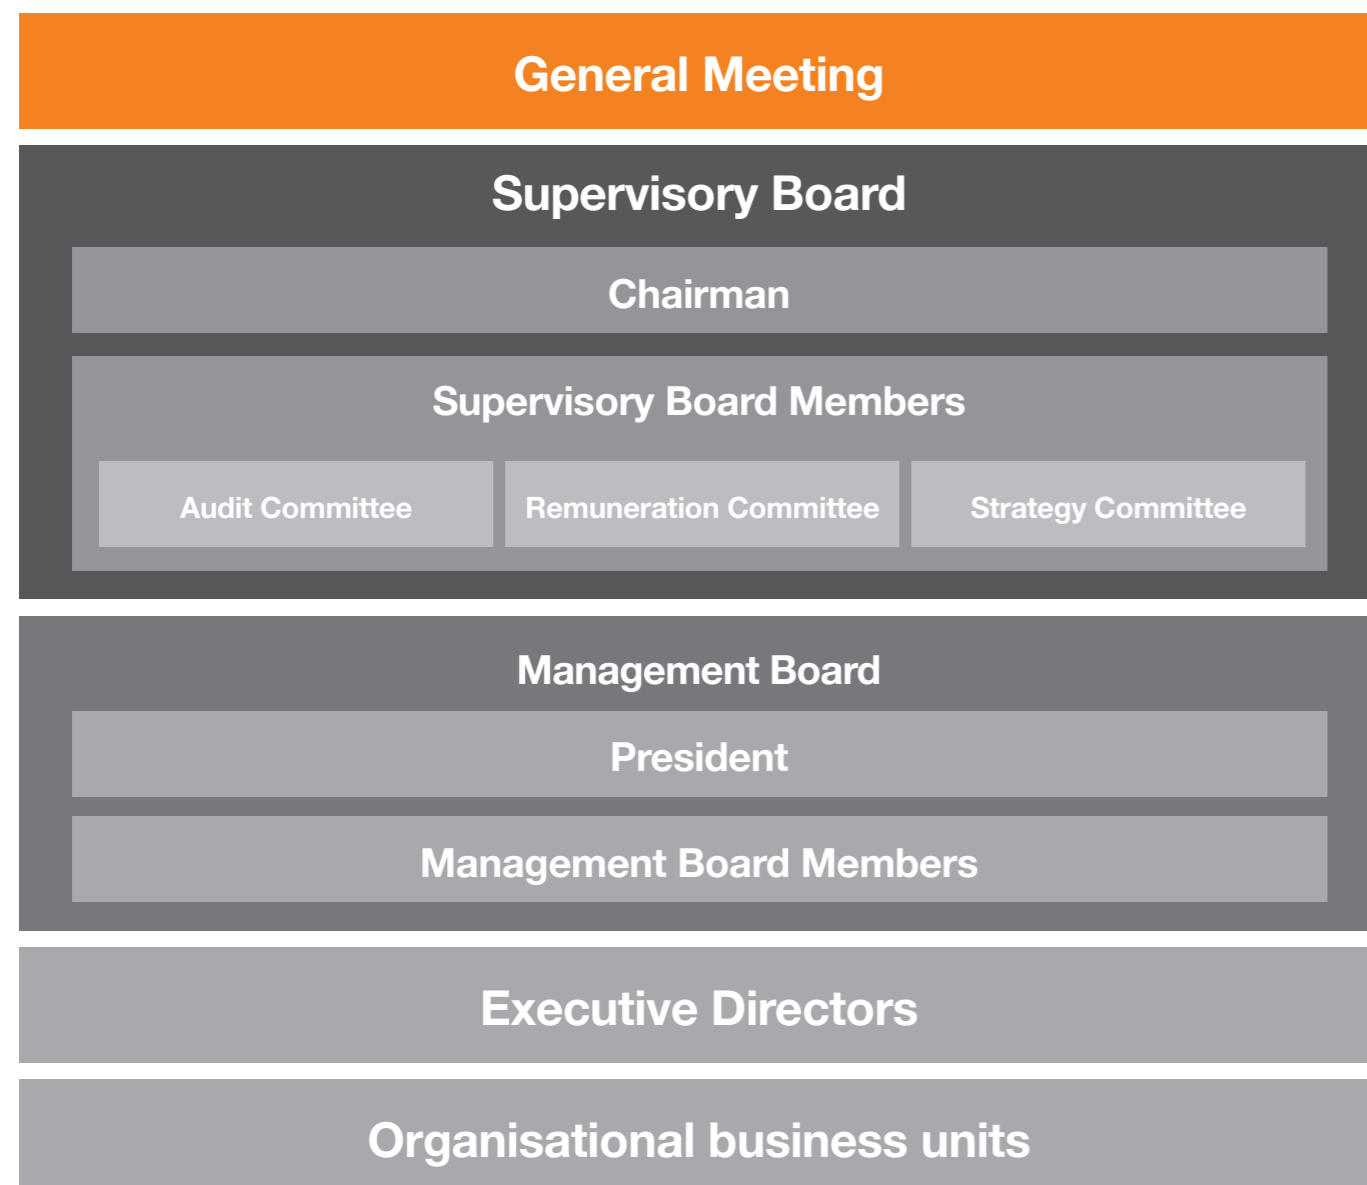 General Meeting
Supervisory Board
Chairman
Supervisory Board Members
Audit Committee
Remuneration Committee
Strategy Committee
Management Board
President
Management Board Members
Executive Directors
Organisational business units